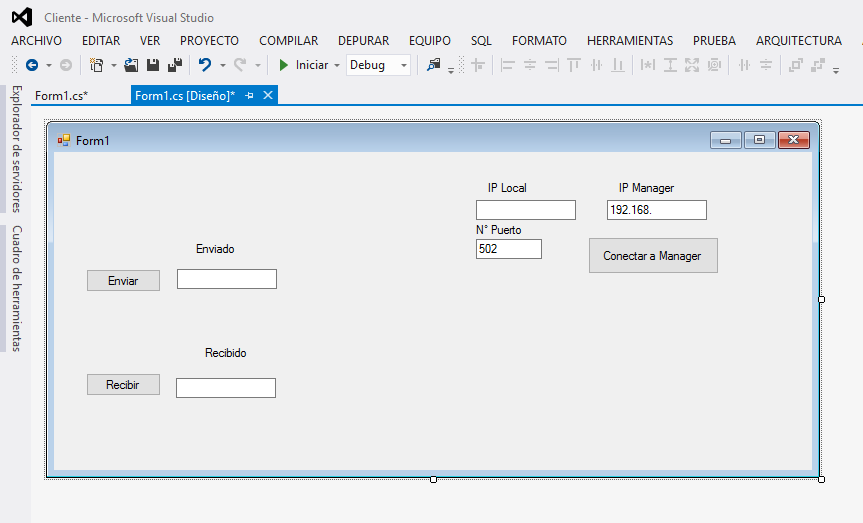 Cliente - Microsoft Visual Studio
ARCHIVO EDITAR VER PROYECTO COMPILAR DEPURAR EQUIPO SQL FORMATO HERRAMIENTAS PRUEBA ARQUITECTURA
Iniciar Debug
Form1.cs* Form1.cs [Diseño]*
Explorador de servidores
Cuadro de herramientas
Form1
IP Local IP Manager
192.168.
N° Puerto
502
Conectar a Manager
Enviado
Enviar
Recibido
Recibir